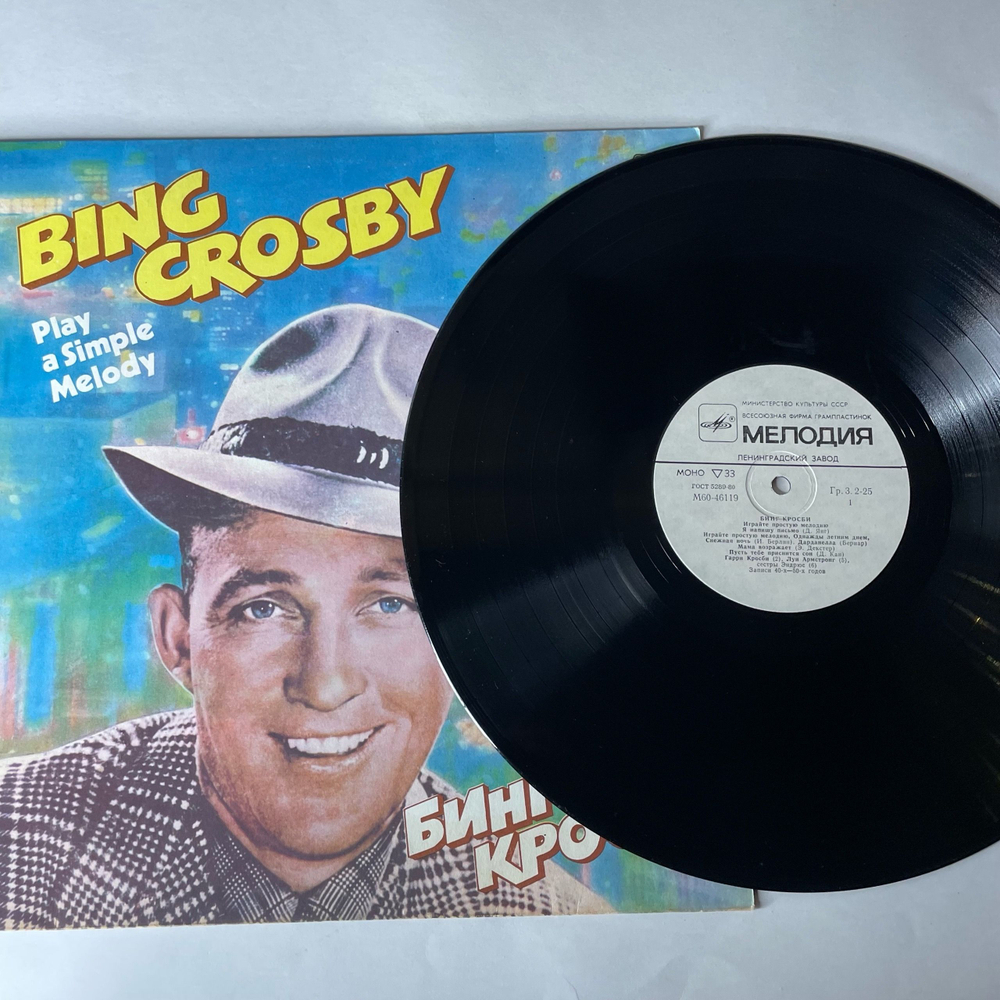 BING
CROSBY
Play
a Simple
Melody
БИНГ
КРО
МИНИСТЕРСТВО КУЛЬТУРЫ СССР
ВСЕСОЮЗНАЯ ФИРМА ГРАМПЛАСТИНОК
МЕЛОДИЯ
ЛЕНИНГРАДСКИЙ ЗАВОД
МОНО 33
ГОСТ 5289-80
М60-46119
Гр. 3. 2-25
1
БИНГ КРОСБИ
Играйте простую мелодию
Я напишу письмо (Д. Янг)
Играйте простую мелодию, Однажды летним днем,
Снежная ночь (И. Берлин). Дарданелла (Бернар)
Мама возражает (Э. Декстер)
Пусть тебе приснится сон (Д. Кан)
Гарри Кросби (2), Луи Армстронг (5),
сестры Эндрюс (6)
Записи 40-х—60-х годов